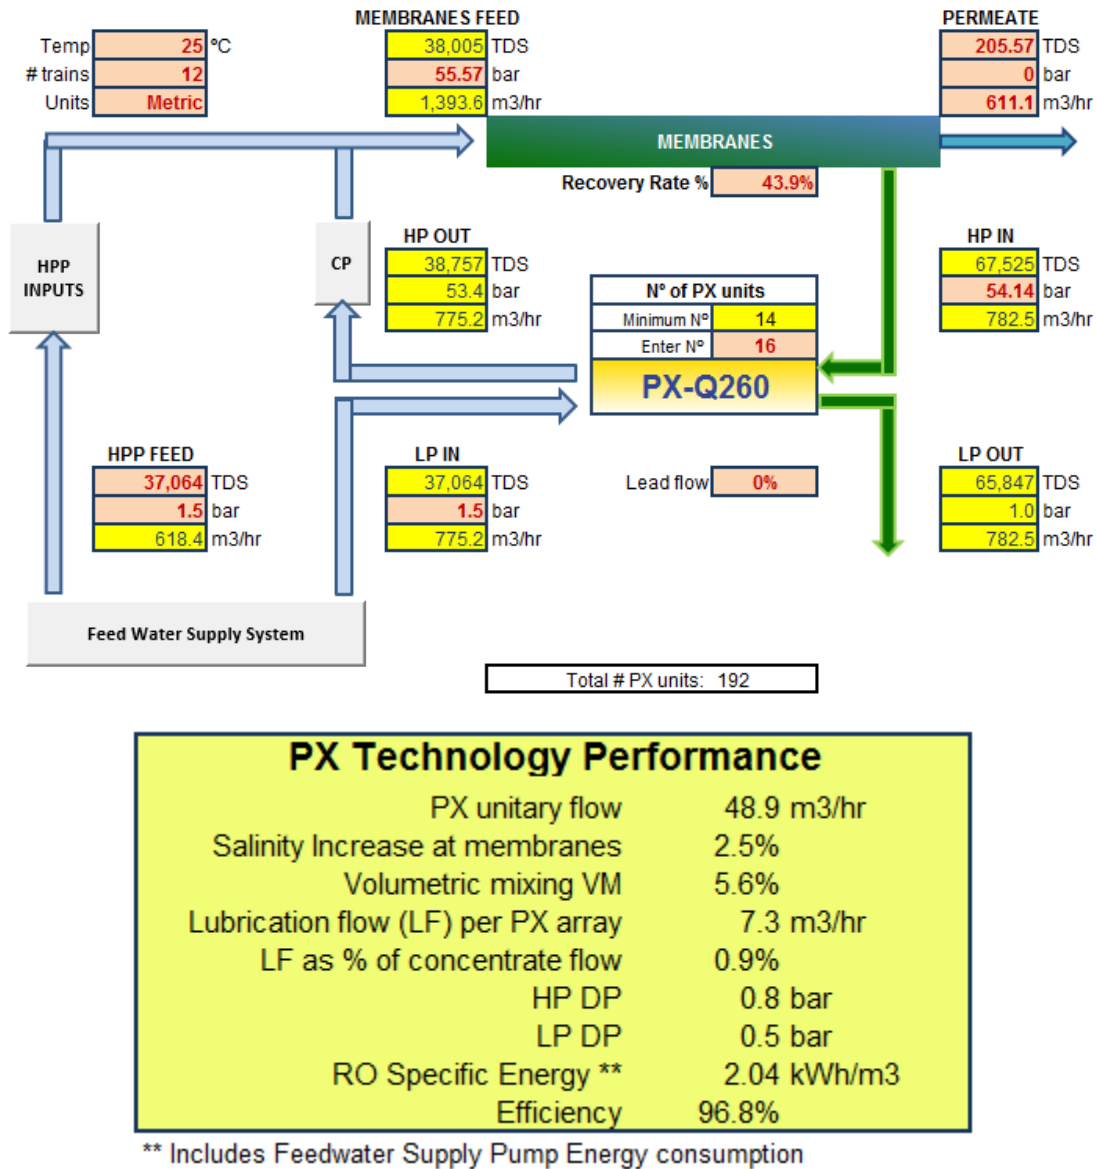 MEMBRANES FEED
PERMEATE
Temp 25 ºC
38,005 TDS
205.57 TDS
# trains 12
55.57 bar
0 bar
Units Metric
1,393.6 m3/hr
611.1 m3/hr
MEMBRANES
Recovery Rate % 43.9%
HPP
INPUTS
CP
HP OUT
38,757 TDS
53.4 bar
775.2 m3/hr
HP IN
67,525 TDS
54.14 bar
782.5 m3/hr
Nº of PX units
Minimum Nº 14
Enter Nº 16
PX-Q260
HPP FEED
37,064 TDS
1.5 bar
618.4 m3/hr
LP IN
37,064 TDS
1.5 bar
775.2 m3/hr
Lead flow 0%
LP OUT
65,847 TDS
1.0 bar
782.5 m3/hr
Feed Water Supply System
Total # PX units: 192
PX Technology Performance
PX unitary flow 48.9 m3/hr
Salinity Increase at membranes 2.5%
Volumetric mixing VM 5.6%
Lubrication flow (LF) per PX array 7.3 m3/hr
LF as % of concentrate flow 0.9%
HP DP 0.8 bar
LP DP 0.5 bar
RO Specific Energy ** 2.04 kWh/m3
Efficiency 96.8%
** Includes Feedwater Supply Pump Energy consumption